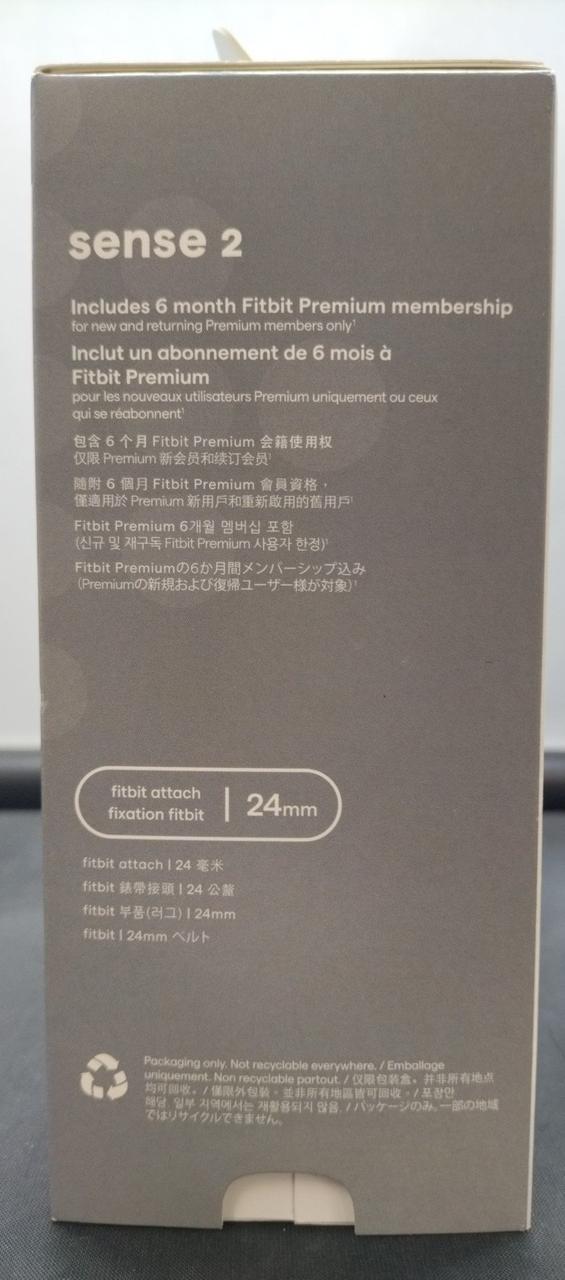 sense 2
Includes 6 month Fitbit Premium membership
for new and returning Premium members only¹
Inclut un abonnement de 6 mois à
Fitbit Premium
pour les nouveaux utilisateurs Premium uniquement ou ceux
qui se réabonnent¹
包含 6 个月 Fitbit Premium 会籍使用权
仅限 Premium 新会员和续订会员¹
隨附 6 個月 Fitbit Premium 會員資格，
僅適用於 Premium 新用戶和重新啟用的舊用戶¹
Fitbit Premium 6개월 멤버십 포함
(신규 및 재구독 Fitbit Premium 사용자 한정)¹
Fitbit Premiumの6か月間メンバーシップ込み
（Premiumの新規および復帰ユーザー様が対象）¹
fitbit attach
fixation fitbit
24mm
fitbit attach | 24 毫米
fitbit 錶帶接頭 | 24 公釐
fitbit 부품(러그) | 24mm
fitbit | 24mm ベルト
Packaging only. Not recyclable everywhere. / Emballage
uniquement. Non recyclable partout. / 仅限包装盒。并非所有地点
均可回收。/ 僅限外包裝。並非所有地區皆可回收。/ 포장만
해당. 일부 지역에서는 재활용되지 않음. / パッケージのみ。一部の地域
ではリサイクルできません。